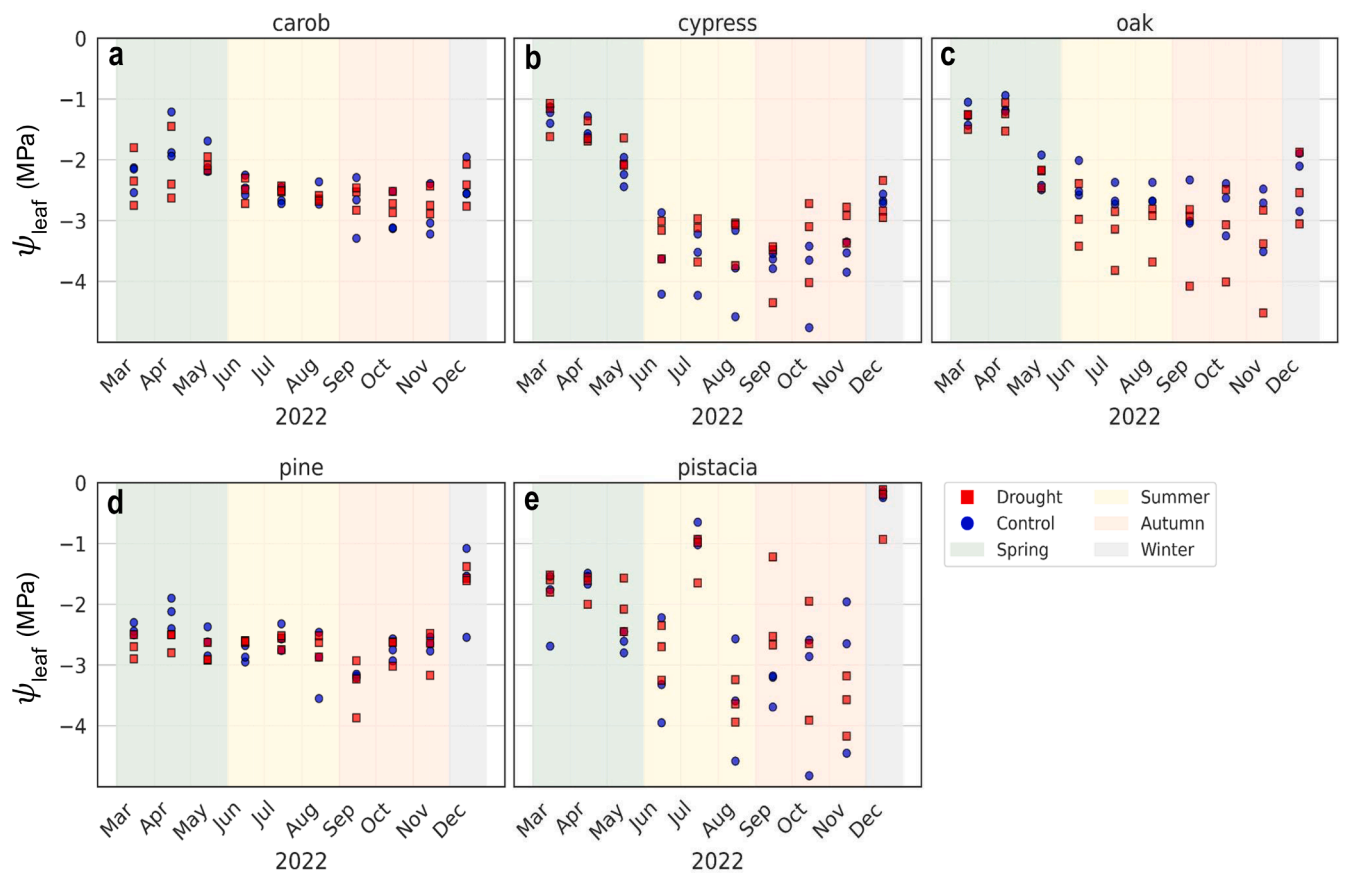 carob cypress oak
a b c
0
−1
−2
−3
−4
ψleaf (MPa)
Mar Apr May Jun Jul Aug Sep Oct Nov Dec Mar Apr May Jun Jul Aug Sep Oct Nov Dec Mar Apr May Jun Jul Aug Sep Oct Nov Dec
2022 2022 2022
pine pistacia
d e
0
−1
−2
−3
−4
ψleaf (MPa)
Drought Summer
Control Autumn
Spring Winter
Mar Apr May Jun Jul Aug Sep Oct Nov Dec Mar Apr May Jun Jul Aug Sep Oct Nov Dec
2022 2022